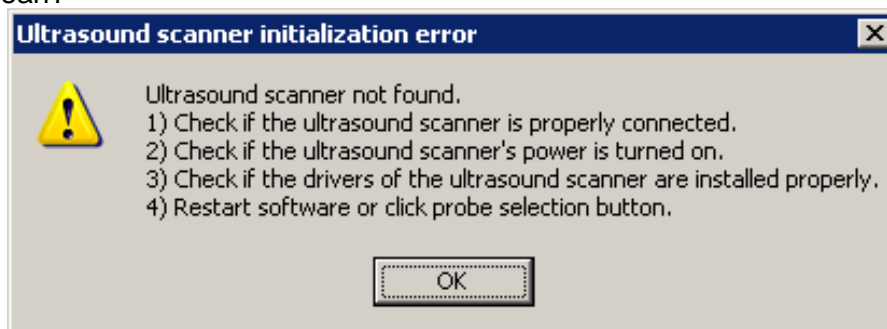 Ultrasound scanner initialization error
Ultrasound scanner not found.
1) Check if the ultrasound scanner is properly connected.
2) Check if the ultrasound scanner's power is turned on.
3) Check if the drivers of the ultrasound scanner are installed properly.
4) Restart software or click probe selection button.
OK